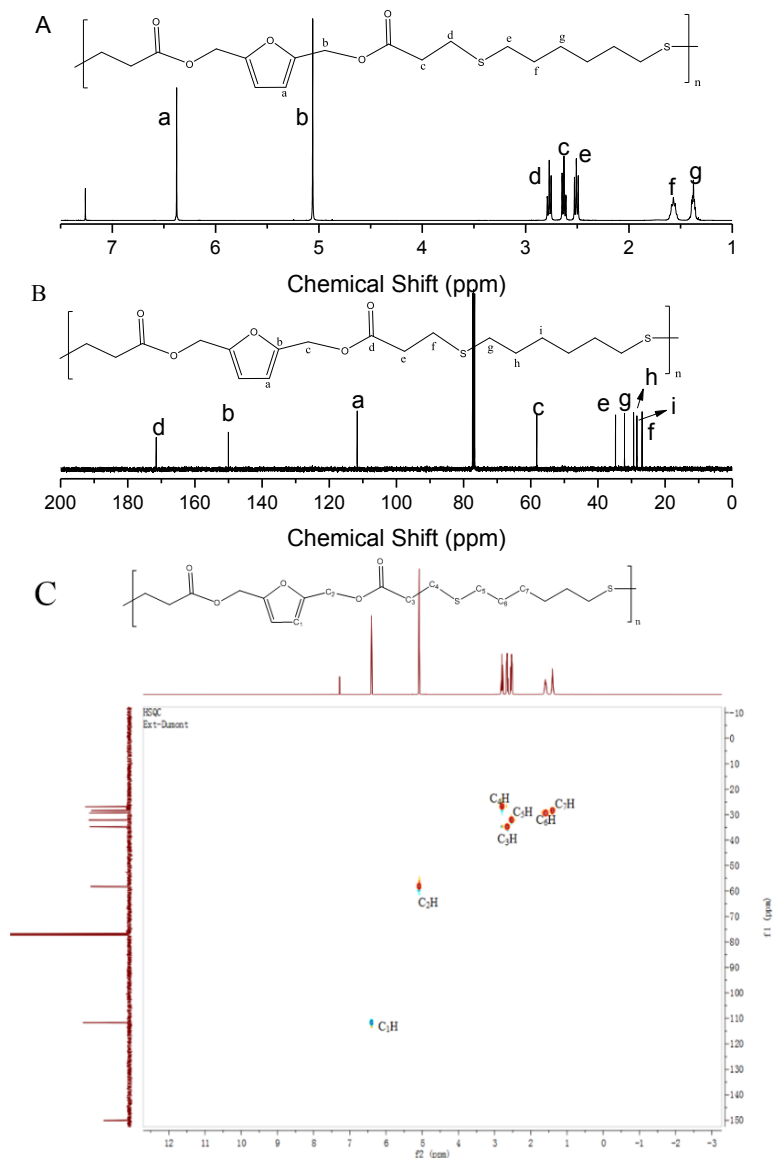 A
O
O
O
O
O
S
S
n
a
b
c
d
e
f
g
a
b
d
c
e
f
g
7
6
5
4
3
2
1
Chemical Shift (ppm)
B
O
O
O
O
O
S
S
n
a
b
c
d
e
f
g
h
i
d
b
a
c
e
g
h
i
f
200 180 160 140 120 100 80 60 40 20 0
Chemical Shift (ppm)
C
O
O
O
O
O
S
S
n
C₁
C₂
C₃
C₄
C₅
C₆
C₇
HSQC
Ext-Dumont
C₄H
C₇H
C₅H
C₆H
C₃H
C₂H
C₁H
-10
0
10
20
30
40
50
60
70
80
90
100
110
120
130
140
150
f1 (ppm)
12 11 10 9 8 7 6 5 4 3 2 1 0 -1 -2 -3
f2 (ppm)